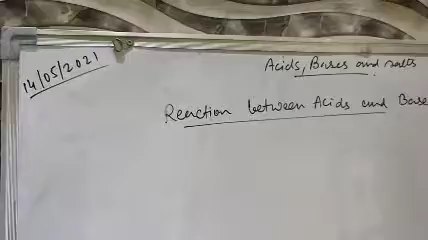 14/05/2021
Acids, Bases and salts
Reaction between Acids and Base